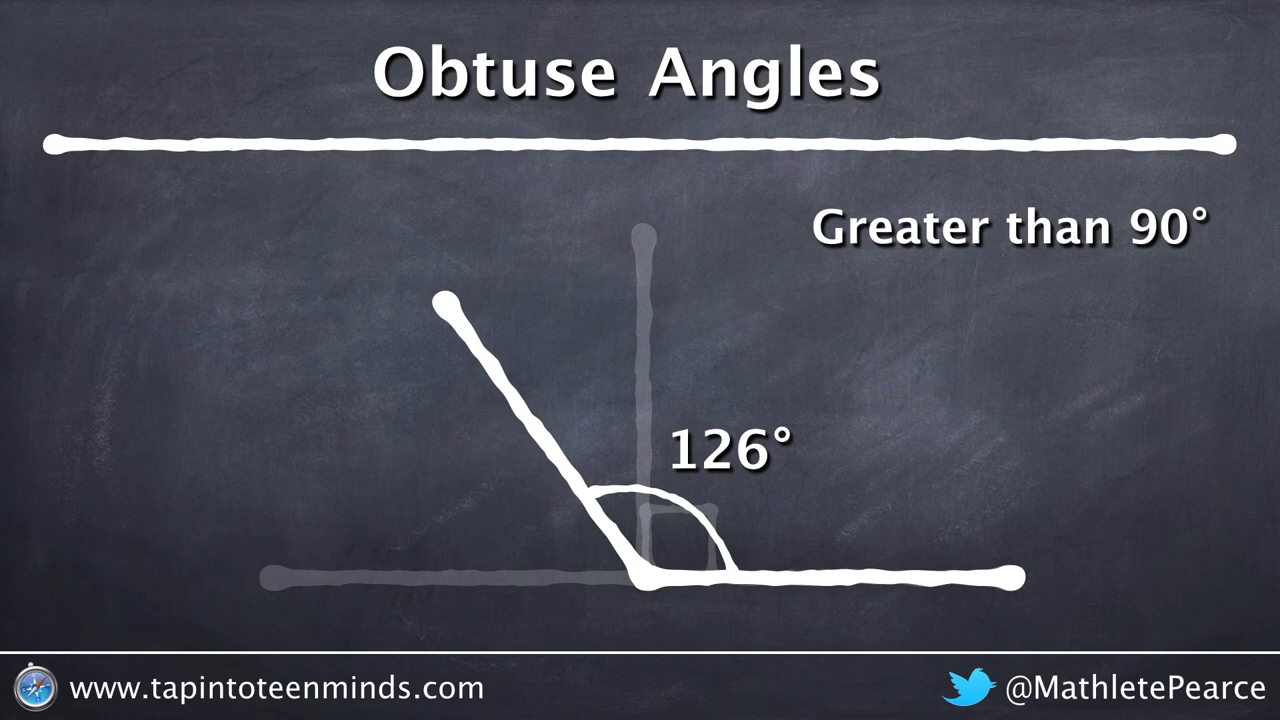 Obtuse Angles
Greater than 90°
126°
www.tapintoteenminds.com
@MathletePearce